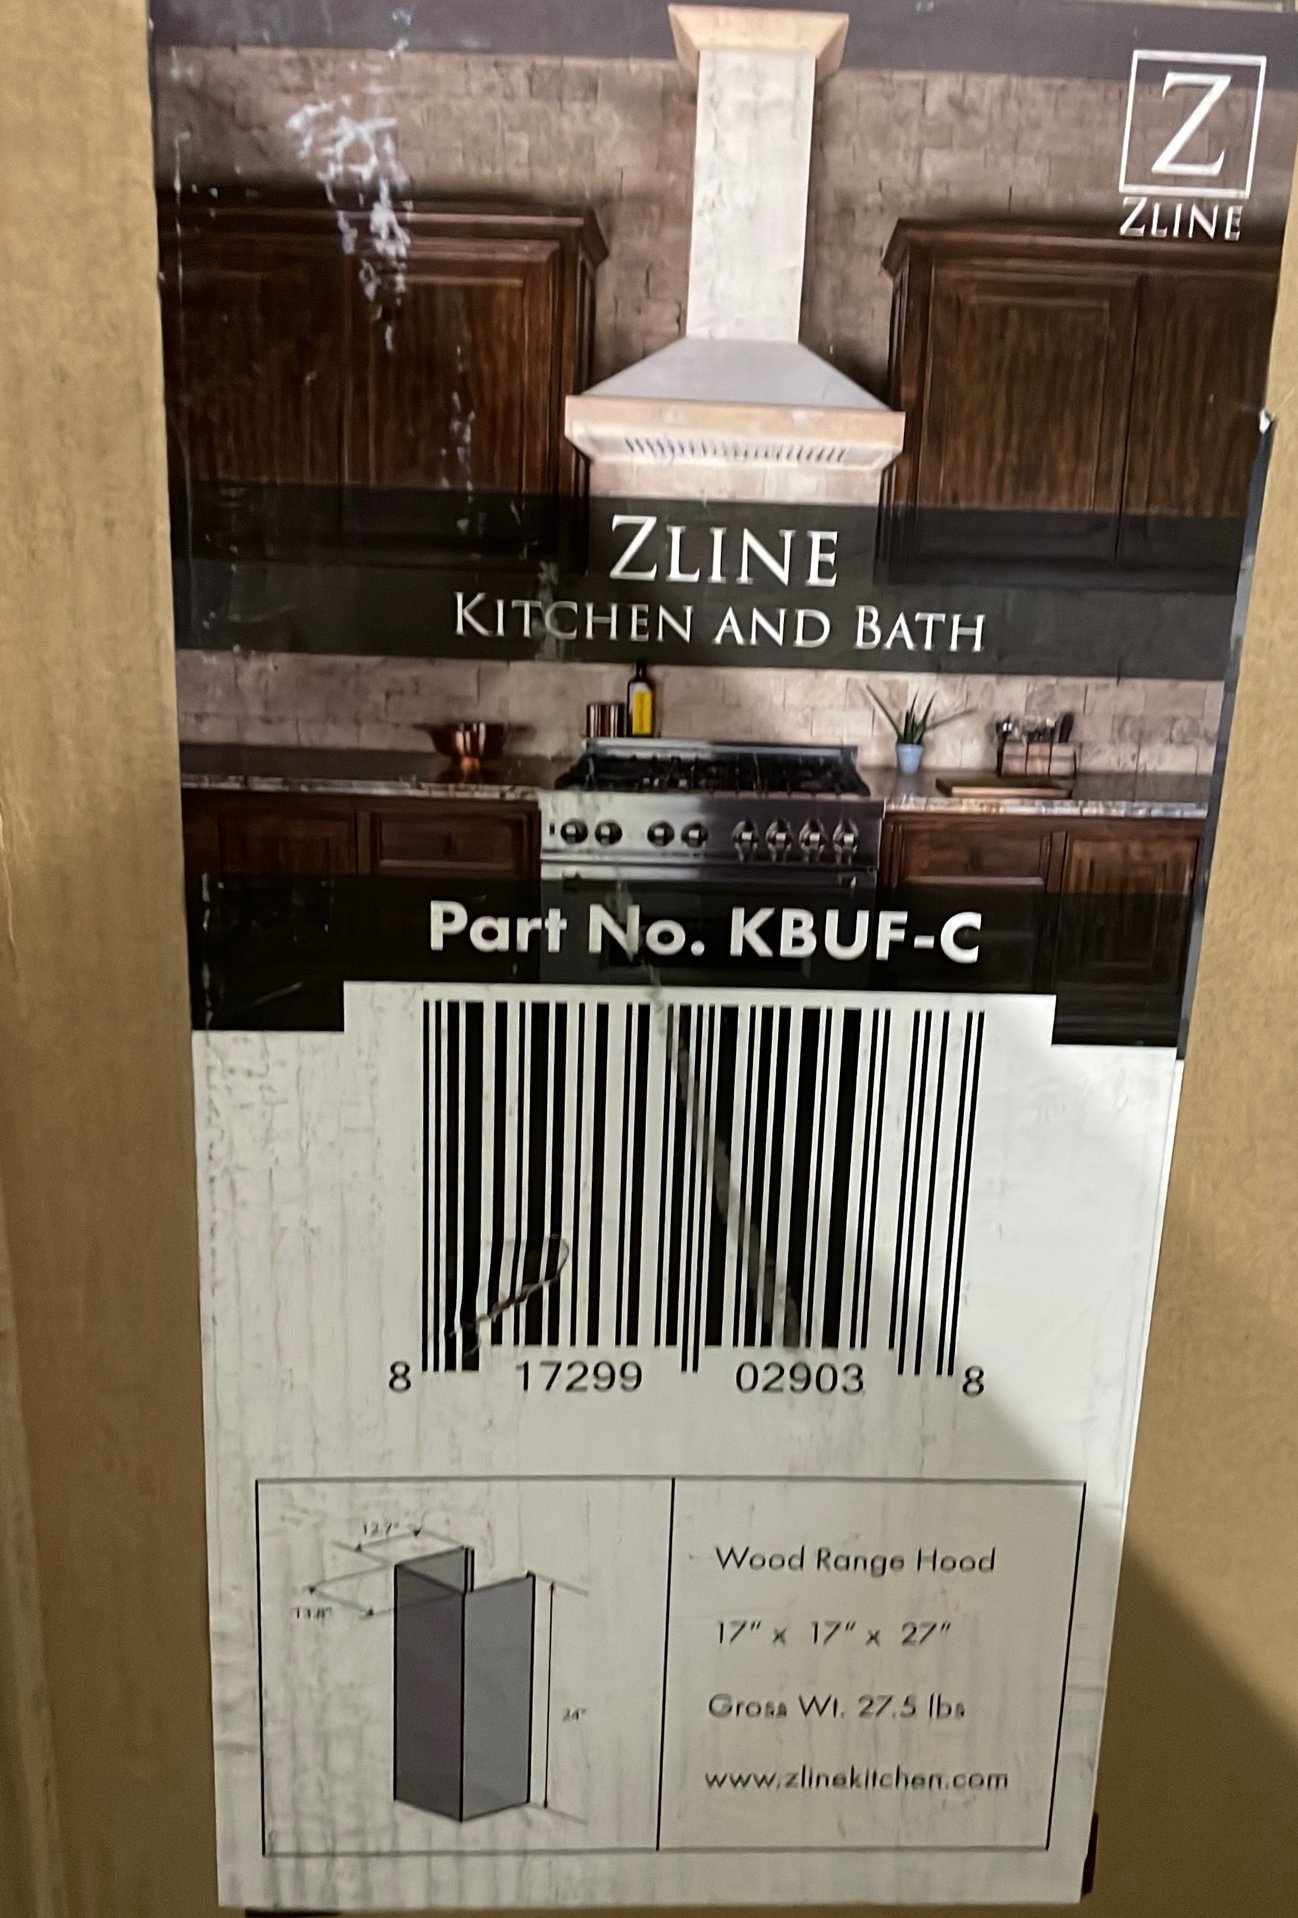 Z
ZLINE
ZLINE
KITCHEN AND BATH
Part No. KBUF-C
8 17299 02903 8
12.7"
13.8"
24"
Wood Range Hood
17" x 17" x 27"
Gross Wt. 27.5 lbs
www.zlinekitchen.com